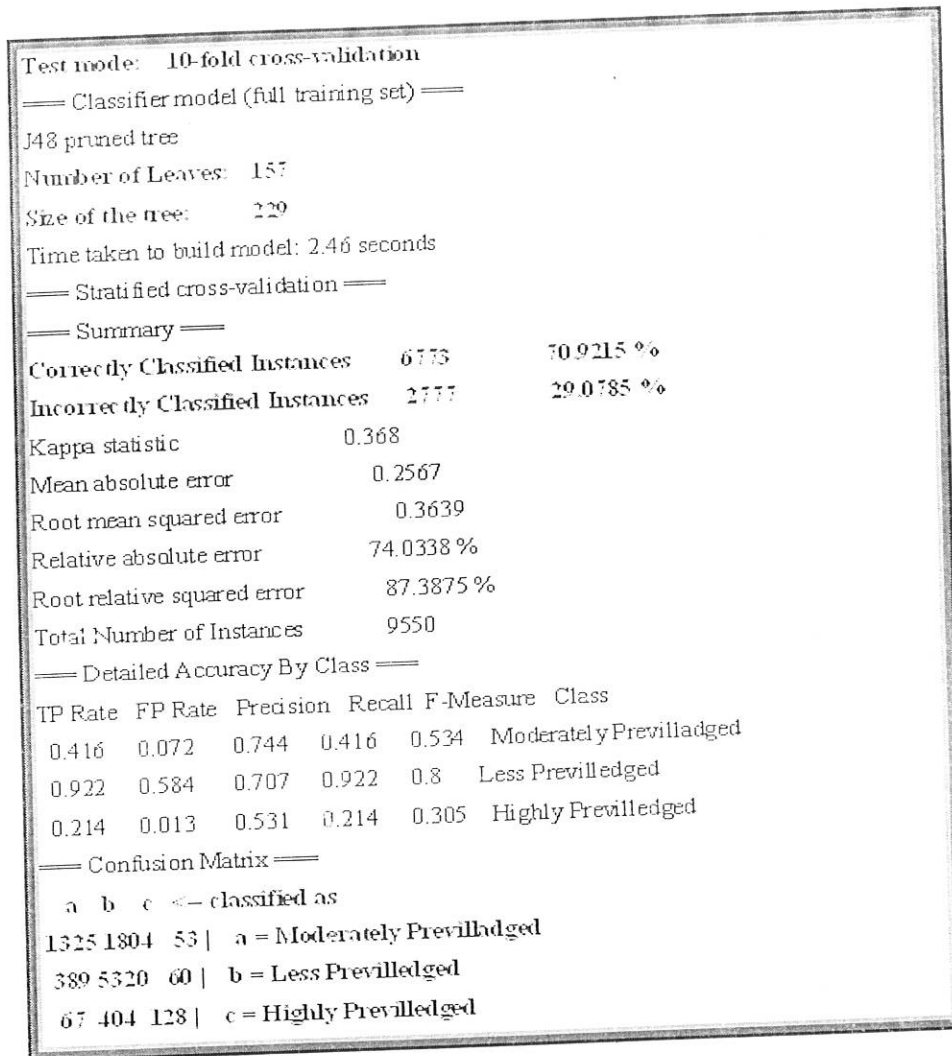 Test mode: 10-fold cross-validation
=== Classifier model (full training set) ===
J48 pruned tree
Number of Leaves: 157
Size of the tree: 229
Time taken to build model: 2.46 seconds
=== Stratified cross-validation ===
=== Summary ===
Correctly Classified Instances 6773 70.9215 %
Incorrectly Classified Instances 2777 29.0785 %
Kappa statistic 0.368
Mean absolute error 0.2567
Root mean squared error 0.3639
Relative absolute error 74.0338 %
Root relative squared error 87.3875 %
Total Number of Instances 9550
=== Detailed Accuracy By Class ===
TP Rate FP Rate Precision Recall F-Measure Class
0.416 0.072 0.744 0.416 0.534 Moderately Previlladged
0.922 0.584 0.707 0.922 0.8 Less Previlledged
0.214 0.013 0.531 0.214 0.305 Highly Previlledged
=== Confusion Matrix ===
a b c <-- classified as
1325 1804 53 | a = Moderately Previlladged
389 5320 60 | b = Less Previlledged
67 404 128 | c = Highly Previlledged